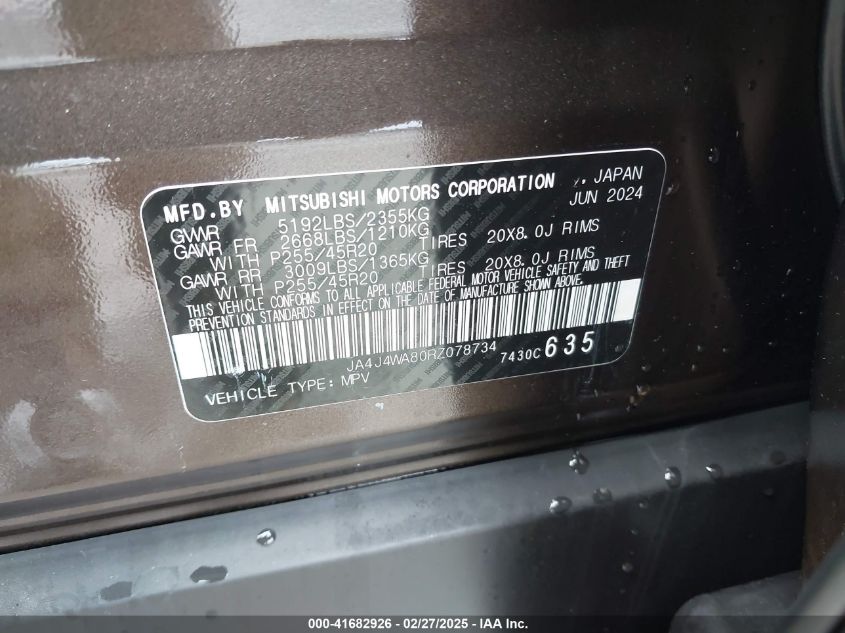 MFD.BY MITSUBISHI MOTORS CORPORATION , JAPAN
JUN 2024
GVWR 5192LBS/2355KG
GAWR, FR 2668LBS/1210KG
WITH P255/45R20 TIRES 20X8.0J RIMS
GAWR, RR 3009LBS/1365KG
WITH P255/45R20 TIRES 20X8.0J RIMS
THIS VEHICLE CONFORMS TO ALL APPLICABLE FEDERAL MOTOR VEHICLE SAFETY AND THEFT
PREVENTION STANDARDS IN EFFECT ON THE DATE OF MANUFACTURE SHOWN ABOVE.
JA4J4WA80RZ078734 7430C 635
VEHICLE TYPE: MPV
000-41682926 - 02/27/2025 - IAA Inc.